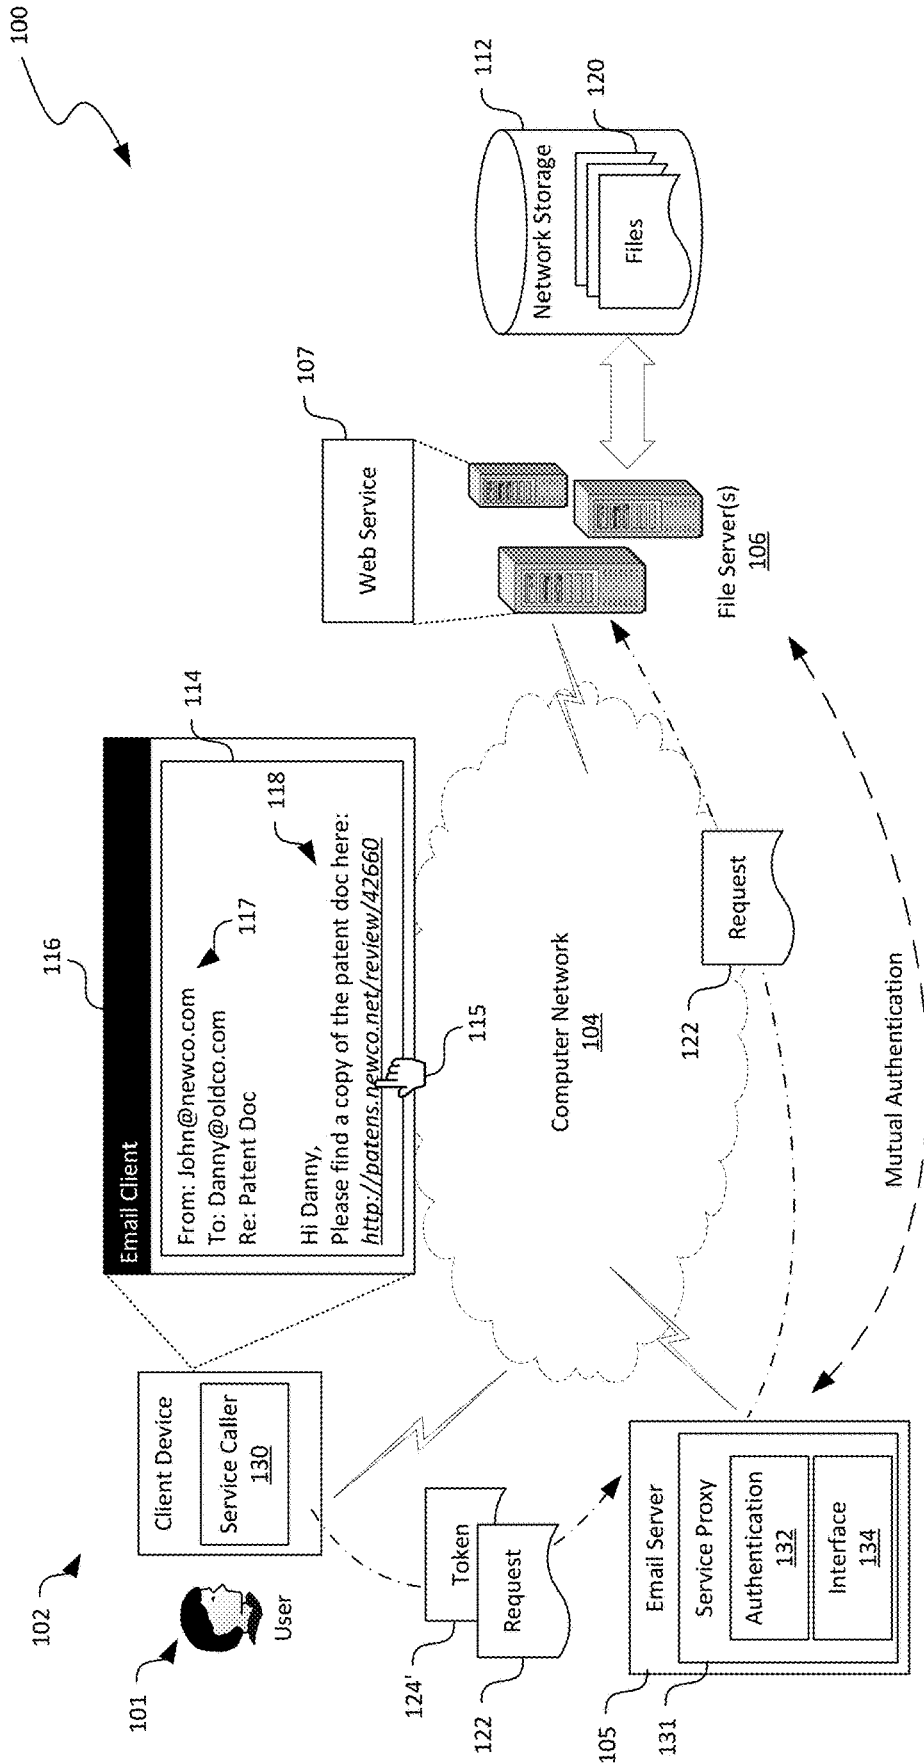 100
102
101
User
Client Device
Service Caller
130
116
Email Client
From: John@newco.com
To: Danny@oldco.com
Re: Patent Doc
Hi Danny,
Please find a copy of the patent doc here:
http://patens.newco.net/review/42660
117
118
114
115
Web Service
107
File Server(s)
106
112
Network Storage
120
Files
Computer Network
104
Token
124'
Request
122
Request
122
105
131
Email Server
Service Proxy
Authentication
132
Interface
134
Mutual Authentication